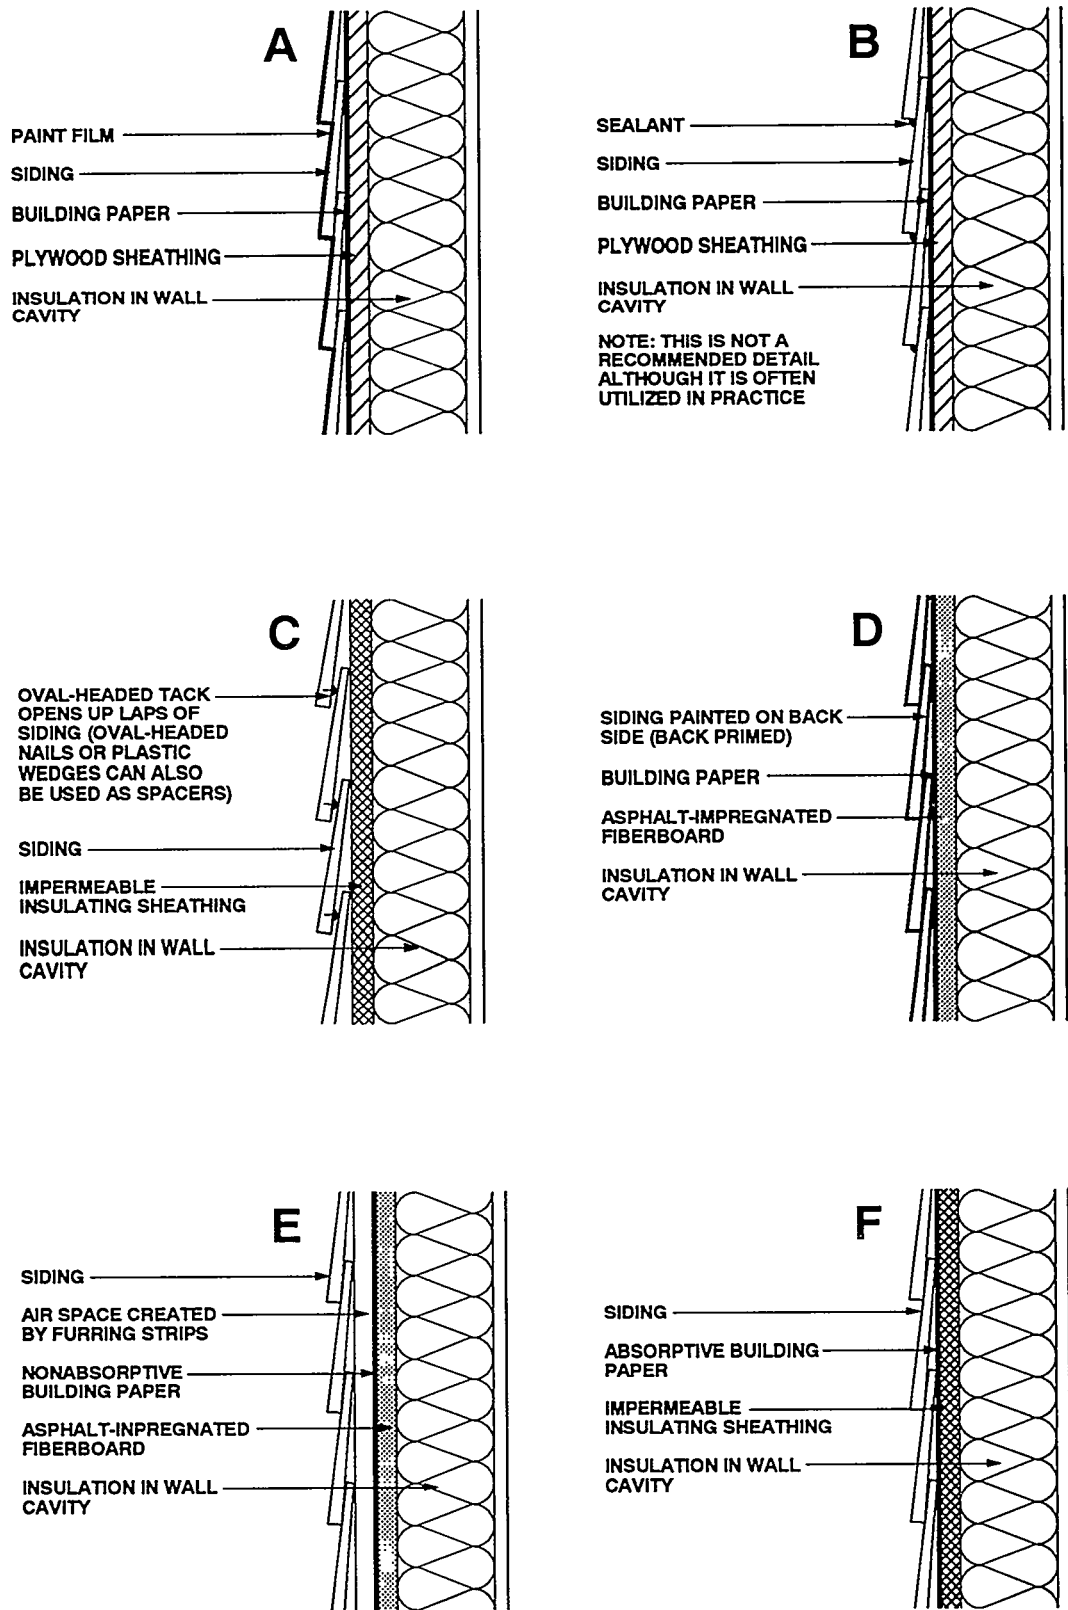 A
PAINT FILM
SIDING
BUILDING PAPER
PLYWOOD SHEATHING
INSULATION IN WALL
CAVITY
B
SEALANT
SIDING
BUILDING PAPER
PLYWOOD SHEATHING
INSULATION IN WALL
CAVITY
NOTE: THIS IS NOT A
RECOMMENDED DETAIL
ALTHOUGH IT IS OFTEN
UTILIZED IN PRACTICE
C
OVAL-HEADED TACK
OPENS UP LAPS OF
SIDING (OVAL-HEADED
NAILS OR PLASTIC
WEDGES CAN ALSO
BE USED AS SPACERS)
SIDING
IMPERMEABLE
INSULATING SHEATHING
INSULATION IN WALL
CAVITY
D
SIDING PAINTED ON BACK
SIDE (BACK PRIMED)
BUILDING PAPER
ASPHALT-IMPREGNATED
FIBERBOARD
INSULATION IN WALL
CAVITY
E
SIDING
AIR SPACE CREATED
BY FURRING STRIPS
NONABSORPTIVE
BUILDING PAPER
ASPHALT-INPREGNATED
FIBERBOARD
INSULATION IN WALL
CAVITY
F
SIDING
ABSORPTIVE BUILDING
PAPER
IMPERMEABLE
INSULATING SHEATHING
INSULATION IN WALL
CAVITY